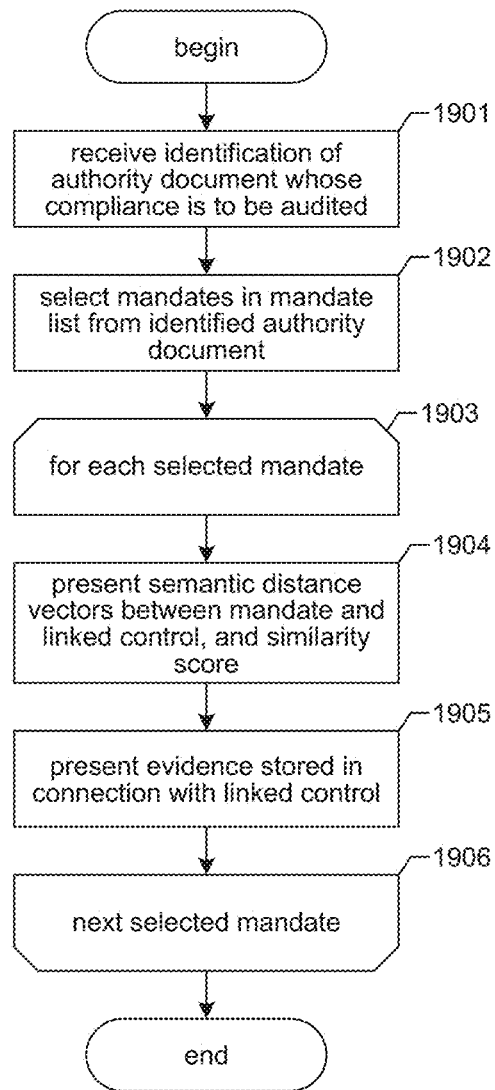 begin
1901
receive identification of
authority document whose
compliance is to be audited
1902
select mandates in mandate
list from identified authority
document
1903
for each selected mandate
1904
present semantic distance
vectors between mandate and
linked control, and similarity
score
1905
present evidence stored in
connection with linked control
1906
next selected mandate
end